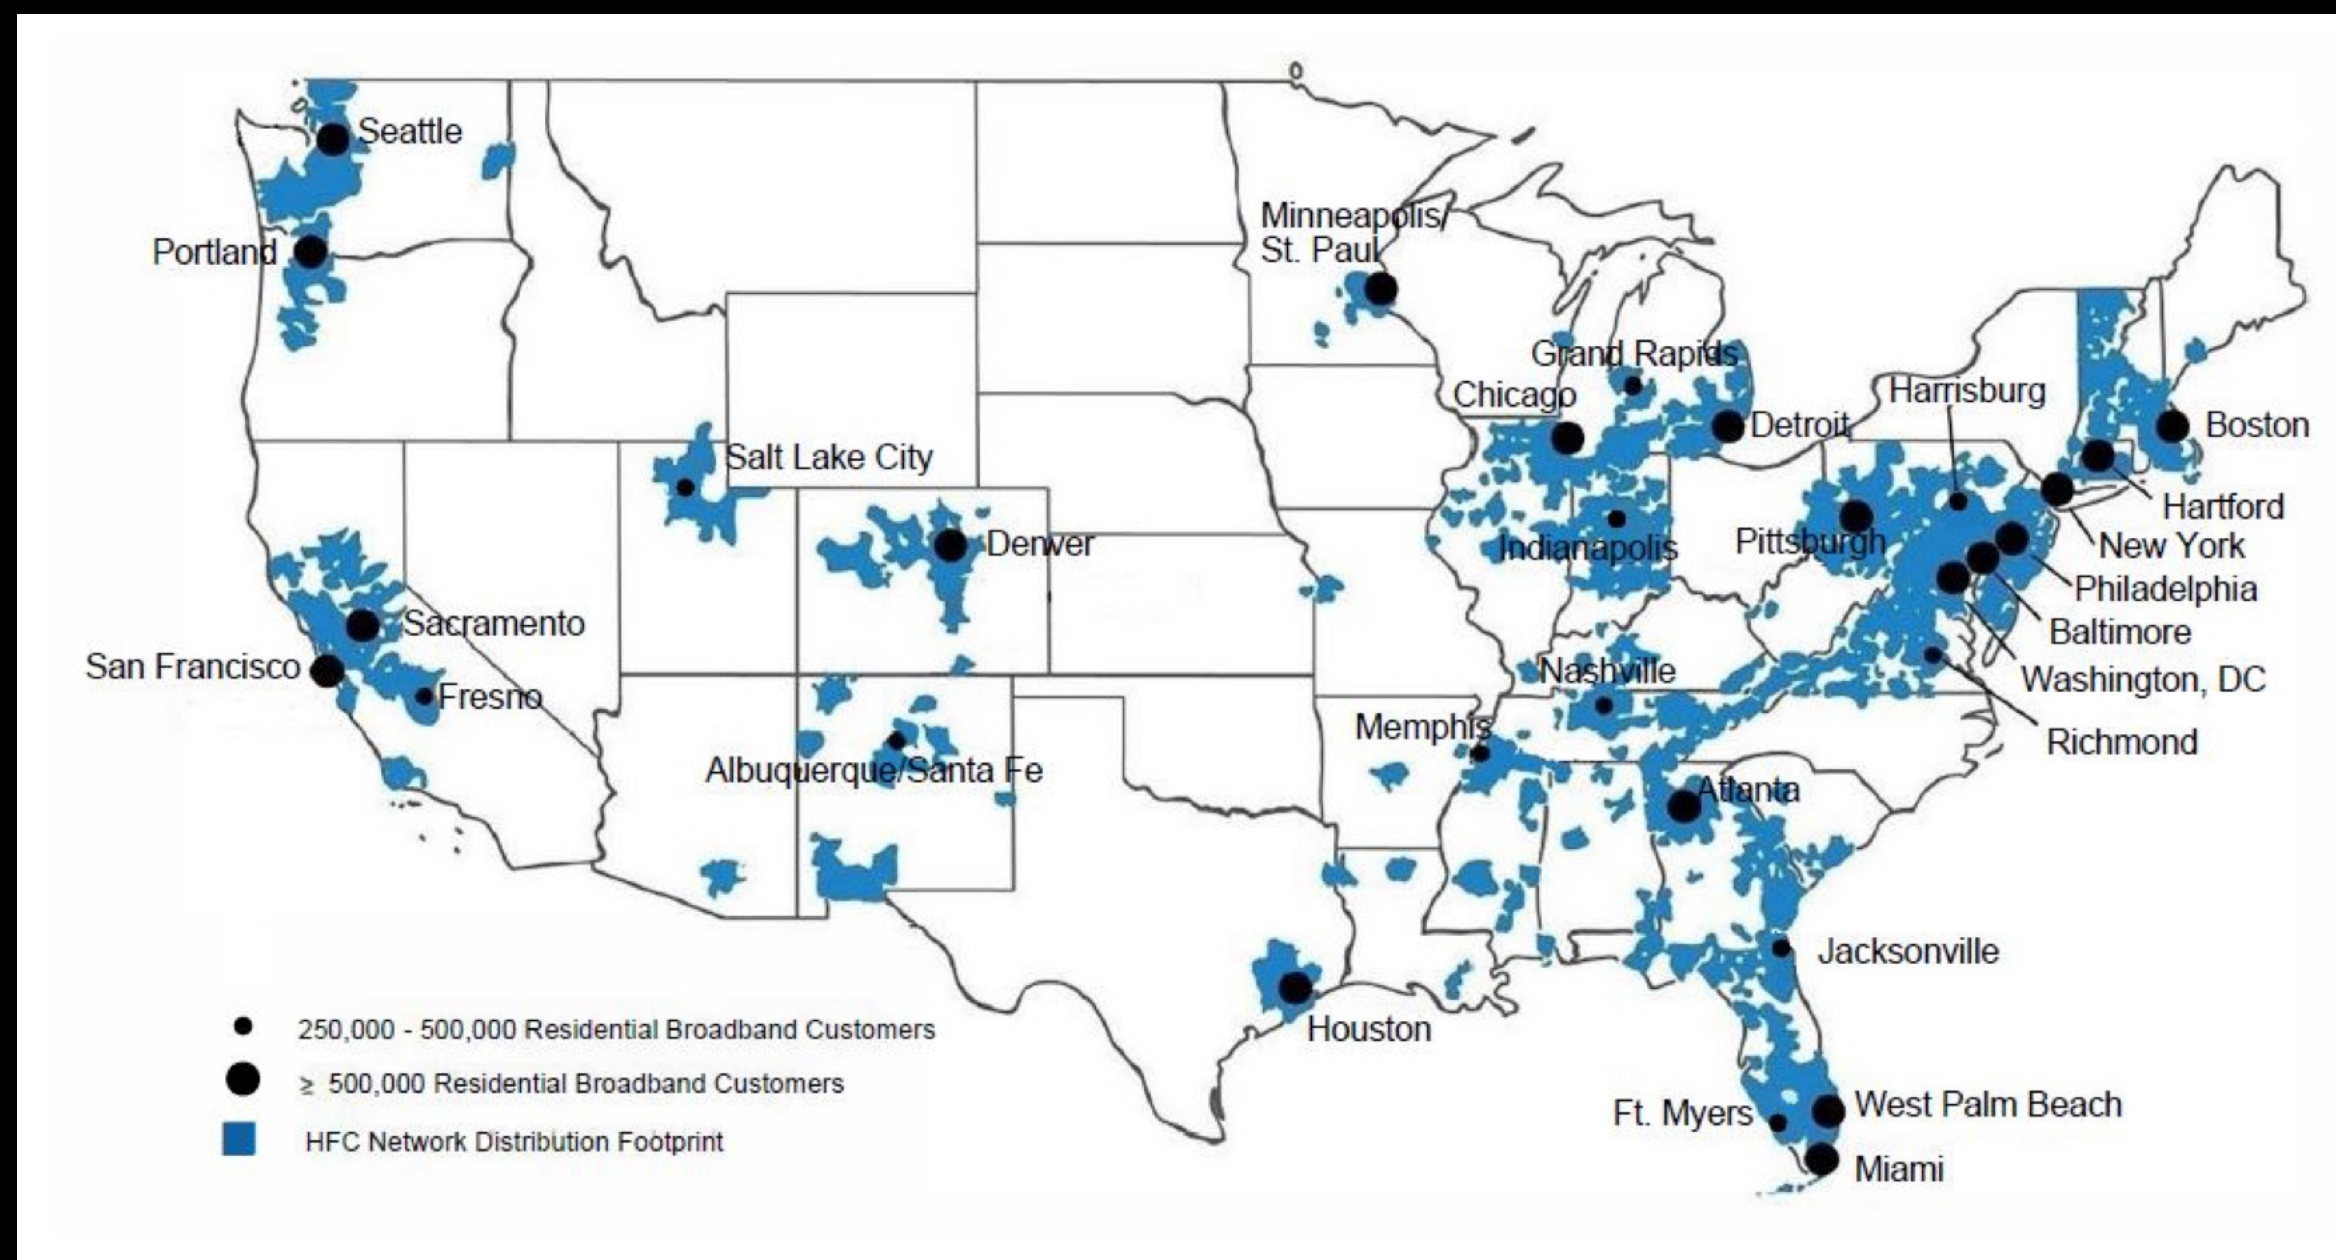 Seattle
Portland
Minneapolis/
St. Paul
Grand Rapids
Chicago
Harrisburg
Detroit
Boston
Salt Lake City
Hartford
Denver
Indianapolis
Pittsburgh
New York
Philadelphia
Sacramento
Baltimore
San Francisco
Nashville
Washington, DC
Fresno
Memphis
Richmond
Albuquerque/Santa Fe
Atlanta
Jacksonville
250,000 - 500,000 Residential Broadband Customers
Houston
≥ 500,000 Residential Broadband Customers
Ft. Myers
West Palm Beach
HFC Network Distribution Footprint
Miami